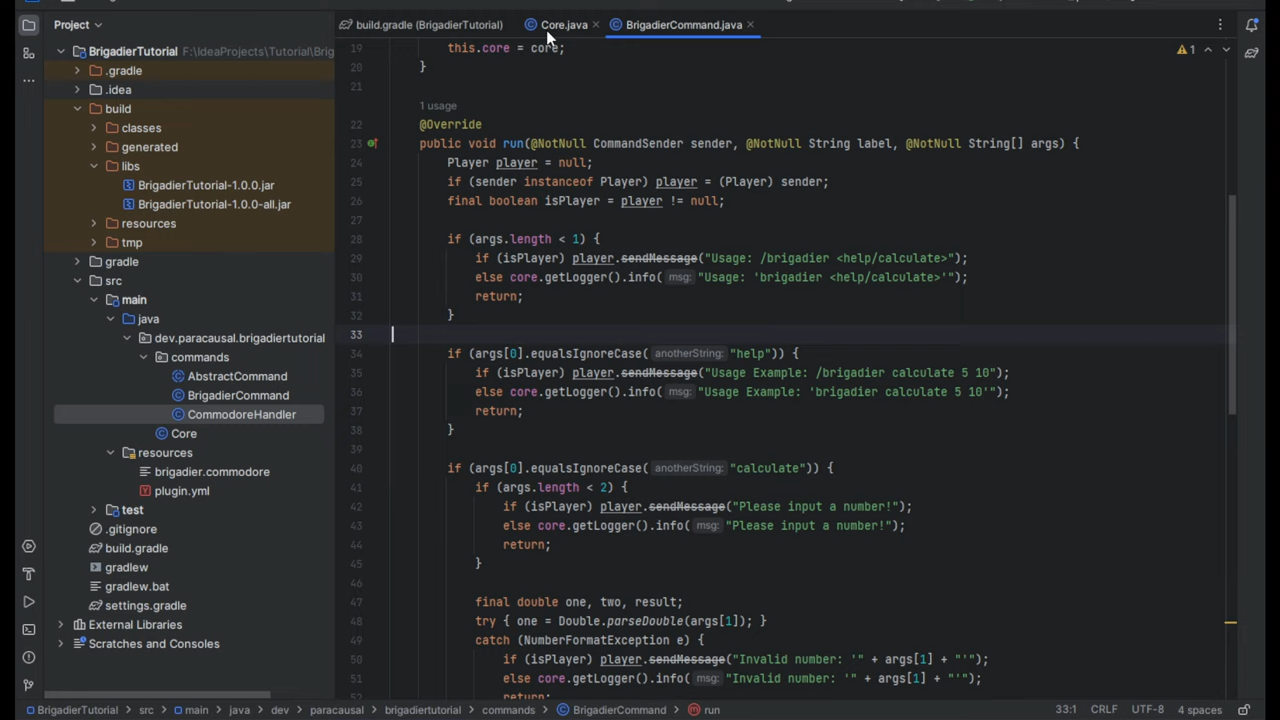 Project
build.gradle (BrigadierTutorial)
Core.java
BrigadierCommand.java
BrigadierTutorial F:\IdeaProjects\Tutorial\Brig
.gradle
.idea
build
classes
generated
libs
BrigadierTutorial-1.0.0.jar
BrigadierTutorial-1.0.0-all.jar
resources
tmp
gradle
src
main
java
dev.paracausal.brigadiertutorial
commands
AbstractCommand
BrigadierCommand
CommodoreHandler
Core
resources
brigadier.commodore
plugin.yml
test
.gitignore
build.gradle
gradlew
gradlew.bat
settings.gradle
External Libraries
Scratches and Consoles
1
19 this.core = core;
20 }
21
1 usage
22 @Override
23 public void run(@NotNull CommandSender sender, @NotNull String label, @NotNull String[] args) {
24 Player player = null;
25 if (sender instanceof Player) player = (Player) sender;
26 final boolean isPlayer = player != null;
27
28 if (args.length < 1) {
29 if (isPlayer) player.sendMessage("Usage: /brigadier <help/calculate>");
30 else core.getLogger().info( msg: "Usage: 'brigadier <help/calculate>'");
31 return;
32 }
33
34 if (args[0].equalsIgnoreCase( anotherString: "help")) {
35 if (isPlayer) player.sendMessage("Usage Example: /brigadier calculate 5 10");
36 else core.getLogger().info( msg: "Usage Example: 'brigadier calculate 5 10'");
37 return;
38 }
39
40 if (args[0].equalsIgnoreCase( anotherString: "calculate")) {
41 if (args.length < 2) {
42 if (isPlayer) player.sendMessage("Please input a number!");
43 else core.getLogger().info( msg: "Please input a number!");
44 return;
45 }
46
47 final double one, two, result;
48 try { one = Double.parseDouble(args[1]); }
49 catch (NumberFormatException e) {
50 if (isPlayer) player.sendMessage("Invalid number: '" + args[1] + "'");
51 else core.getLogger().info( msg: "Invalid number: '" + args[1] + "'");
52 return;
BrigadierTutorial
src
main
java
dev
paracausal
brigadiertutorial
commands
BrigadierCommand
run
33:1 CRLF UTF-8 4 spaces